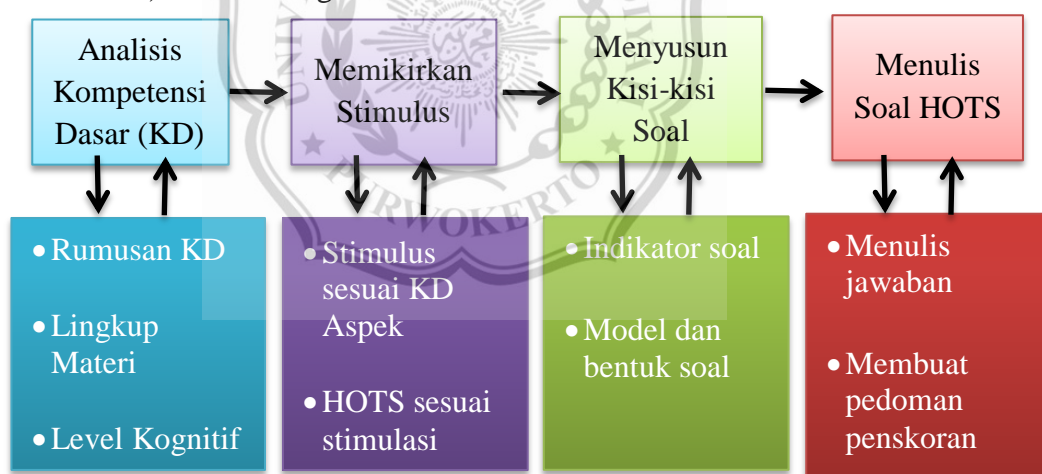 Analisis
Kompetensi
Dasar (KD)
Memikirkan
Stimulus
Menyusun
Kisi-kisi
Soal
Menulis
Soal HOTS
• Rumusan KD
• Lingkup
Materi
• Level Kognitif
• Stimulus
sesuai KD
Aspek
• HOTS sesuai
stimulasi
• Indikator soal
• Model dan
bentuk soal
• Menulis
jawaban
• Membuat
pedoman
penskoran
PURWOKERTO